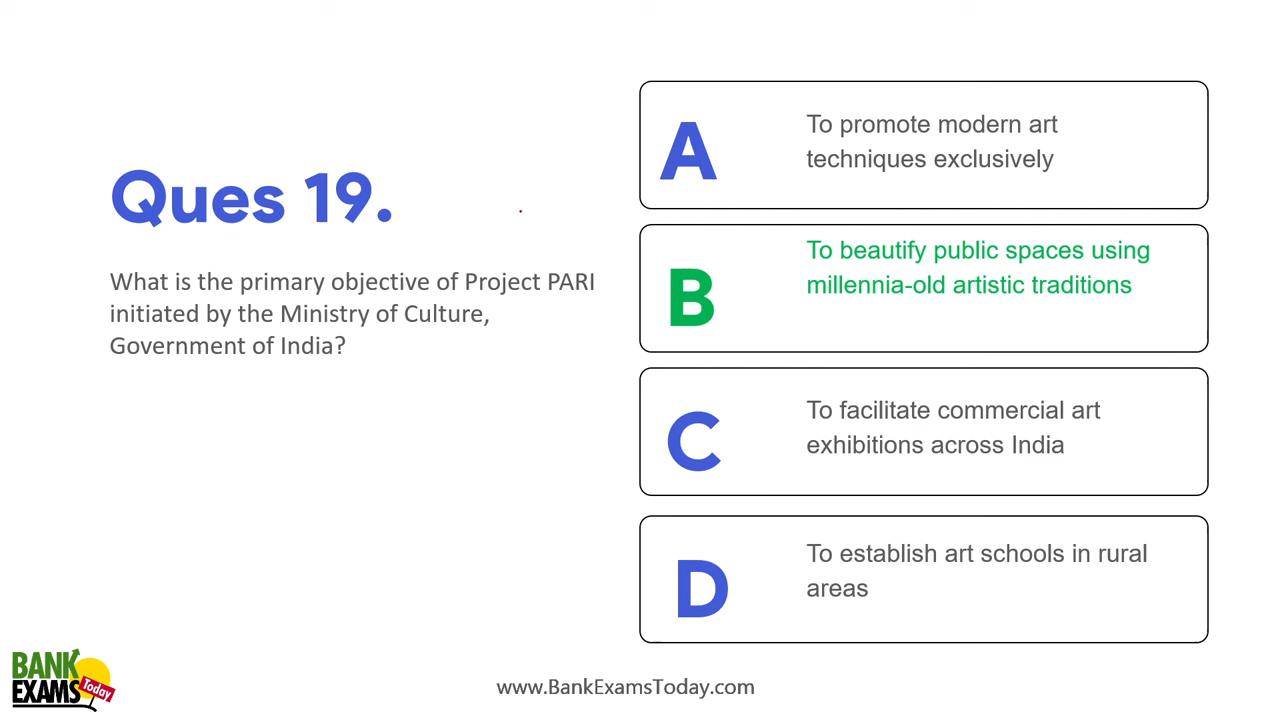 Ques 19.
What is the primary objective of Project PARI
initiated by the Ministry of Culture,
Government of India?
A
To promote modern art
techniques exclusively
B
To beautify public spaces using
millennia-old artistic traditions
C
To facilitate commercial art
exhibitions across India
D
To establish art schools in rural
areas
BANK
EXAMS
Today
www.BankExamsToday.com